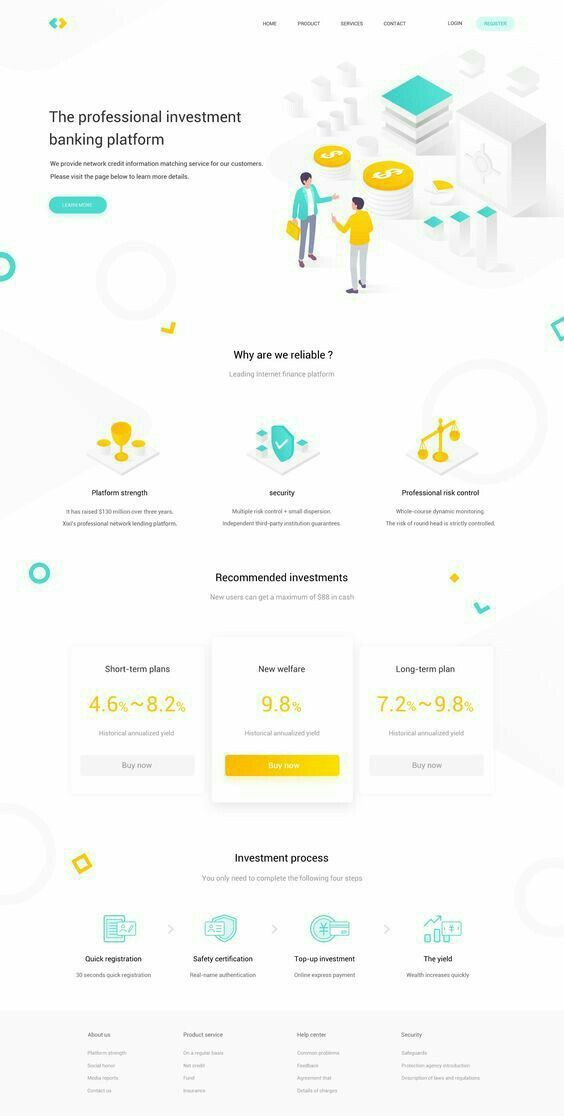 HOME PRODUCT SERVICES CONTACT LOGIN REGISTER
The professional investment
banking platform
We provide network credit information matching service for our customers.
Please visit the page below to learn more details.
LEARN MORE
Why are we reliable ?
Leading Internet finance platform
Platform strength
It has raised $130 million over three years.
Xixi's professional network lending platform.
security
Multiple risk control + small dispersion.
Independent third-party institution guarantees.
Professional risk control
Whole-course dynamic monitoring.
The risk of round head is strictly controlled.
Recommended investments
New users can get a maximum of $88 in cash
Short-term plans
4.6%~8.2%
Historical annualized yield
Buy now
New welfare
9.8%
Historical annualized yield
Buy now
Long-term plan
7.2%~9.8%
Historical annualized yield
Buy now
Investment process
You only need to complete the following four steps
Quick registration
30 seconds quick registration
Safety certification
Real-name authentication
Top-up investment
Online express payment
The yield
Wealth increases quickly
About us
Platform strength
Social honor
Media reports
Contact us
Product service
On a regular basis
Net credit
Fund
Insurance
Help center
Common problems
Feedback
Agreement that
Details of charges
Security
Safeguards
Protection agency introduction
Description of laws and regulations